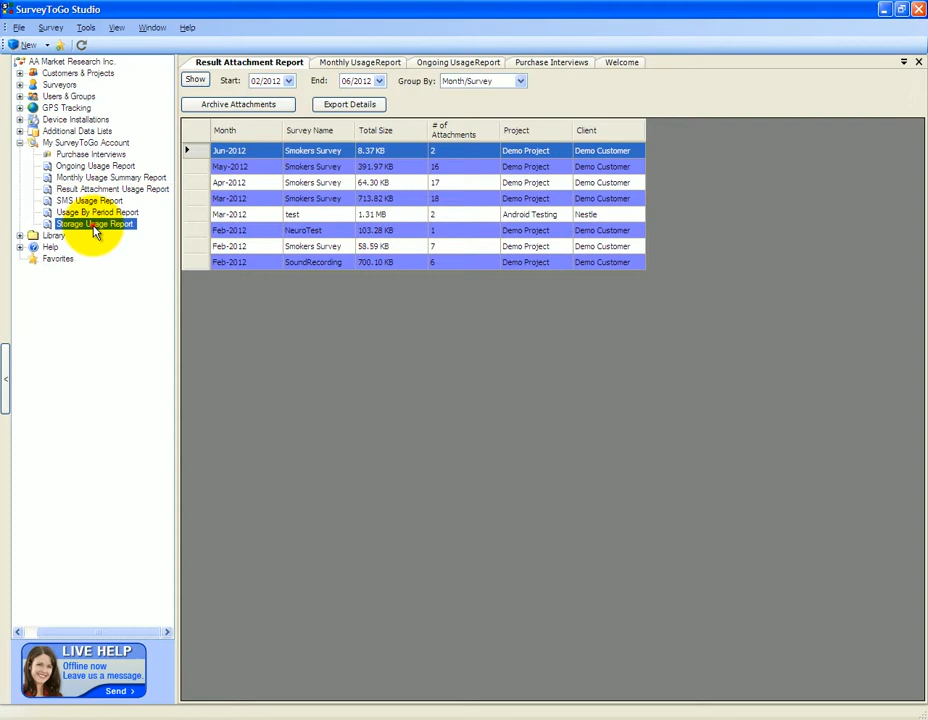 SurveyToGo Studio
File Survey Tools View Window Help
New
AA Market Research Inc.
Customers & Projects
Surveyors
Users & Groups
GPS Tracking
Device Installations
Additional Data Lists
My SurveyToGo Account
Purchase Interviews
Ongoing Usage Report
Monthly Usage Summary Report
Result Attachment Usage Report
SMS Usage Report
Usage By Period Report
Storage Usage Report
Library
Help
Favorites
LIVE HELP
Offline now
Leave us a message.
Send >
<
Result Attachment Report Monthly UsageReport Ongoing UsageReport Purchase Interviews Welcome
Show Start: 02/2012 End: 06/2012 Group By: Month/Survey
Archive Attachments Export Details
Month Survey Name Total Size # of Attachments Project Client
Jun-2012 Smokers Survey 8.37 KB 2 Demo Project Demo Customer
May-2012 Smokers Survey 391.97 KB 16 Demo Project Demo Customer
Apr-2012 Smokers Survey 64.30 KB 17 Demo Project Demo Customer
Mar-2012 Smokers Survey 713.82 KB 18 Demo Project Demo Customer
Mar-2012 test 1.31 MB 2 Android Testing Nestle
Feb-2012 NeuroTest 103.28 KB 1 Demo Project Demo Customer
Feb-2012 Smokers Survey 58.59 KB 7 Demo Project Demo Customer
Feb-2012 SoundRecording 700.10 KB 6 Demo Project Demo Customer